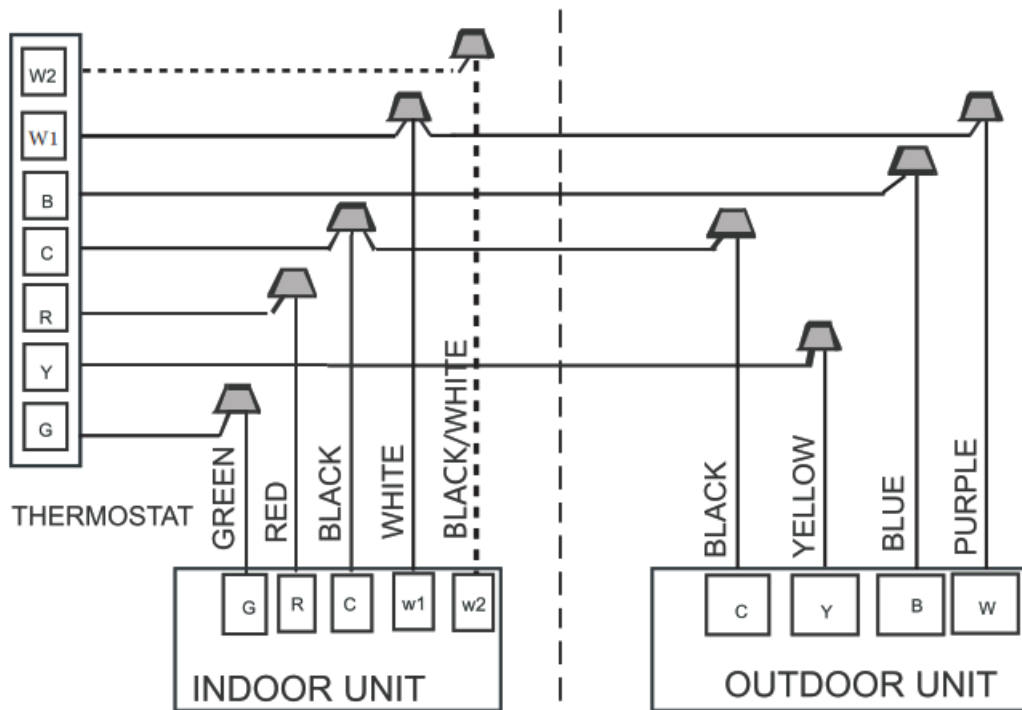 W2
W1
B
C
R
Y
G
THERMOSTAT
GREEN
RED
BLACK
WHITE
BLACK/WHITE
BLACK
YELLOW
BLUE
PURPLE
G
R
C
w1
w2
C
Y
B
W
INDOOR UNIT
OUTDOOR UNIT